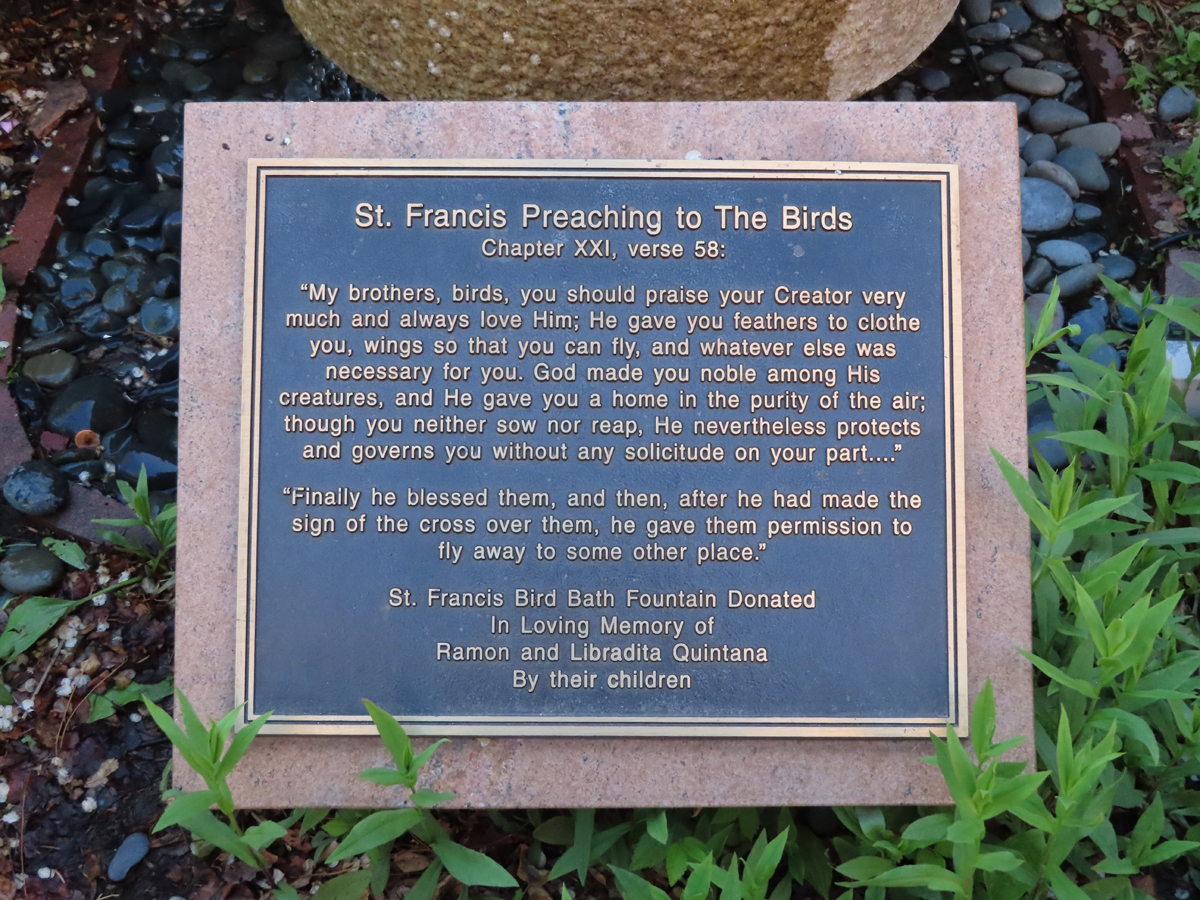 St. Francis Preaching to The Birds
Chapter XXI, verse 58:
“My brothers, birds, you should praise your Creator very
much and always love Him; He gave you feathers to clothe
you, wings so that you can fly, and whatever else was
necessary for you. God made you noble among His
creatures, and He gave you a home in the purity of the air;
though you neither sow nor reap, He nevertheless protects
and governs you without any solicitude on your part....”
“Finally he blessed them, and then, after he had made the
sign of the cross over them, he gave them permission to
fly away to some other place.”
St. Francis Bird Bath Fountain Donated
In Loving Memory of
Ramon and Libradita Quintana
By their children